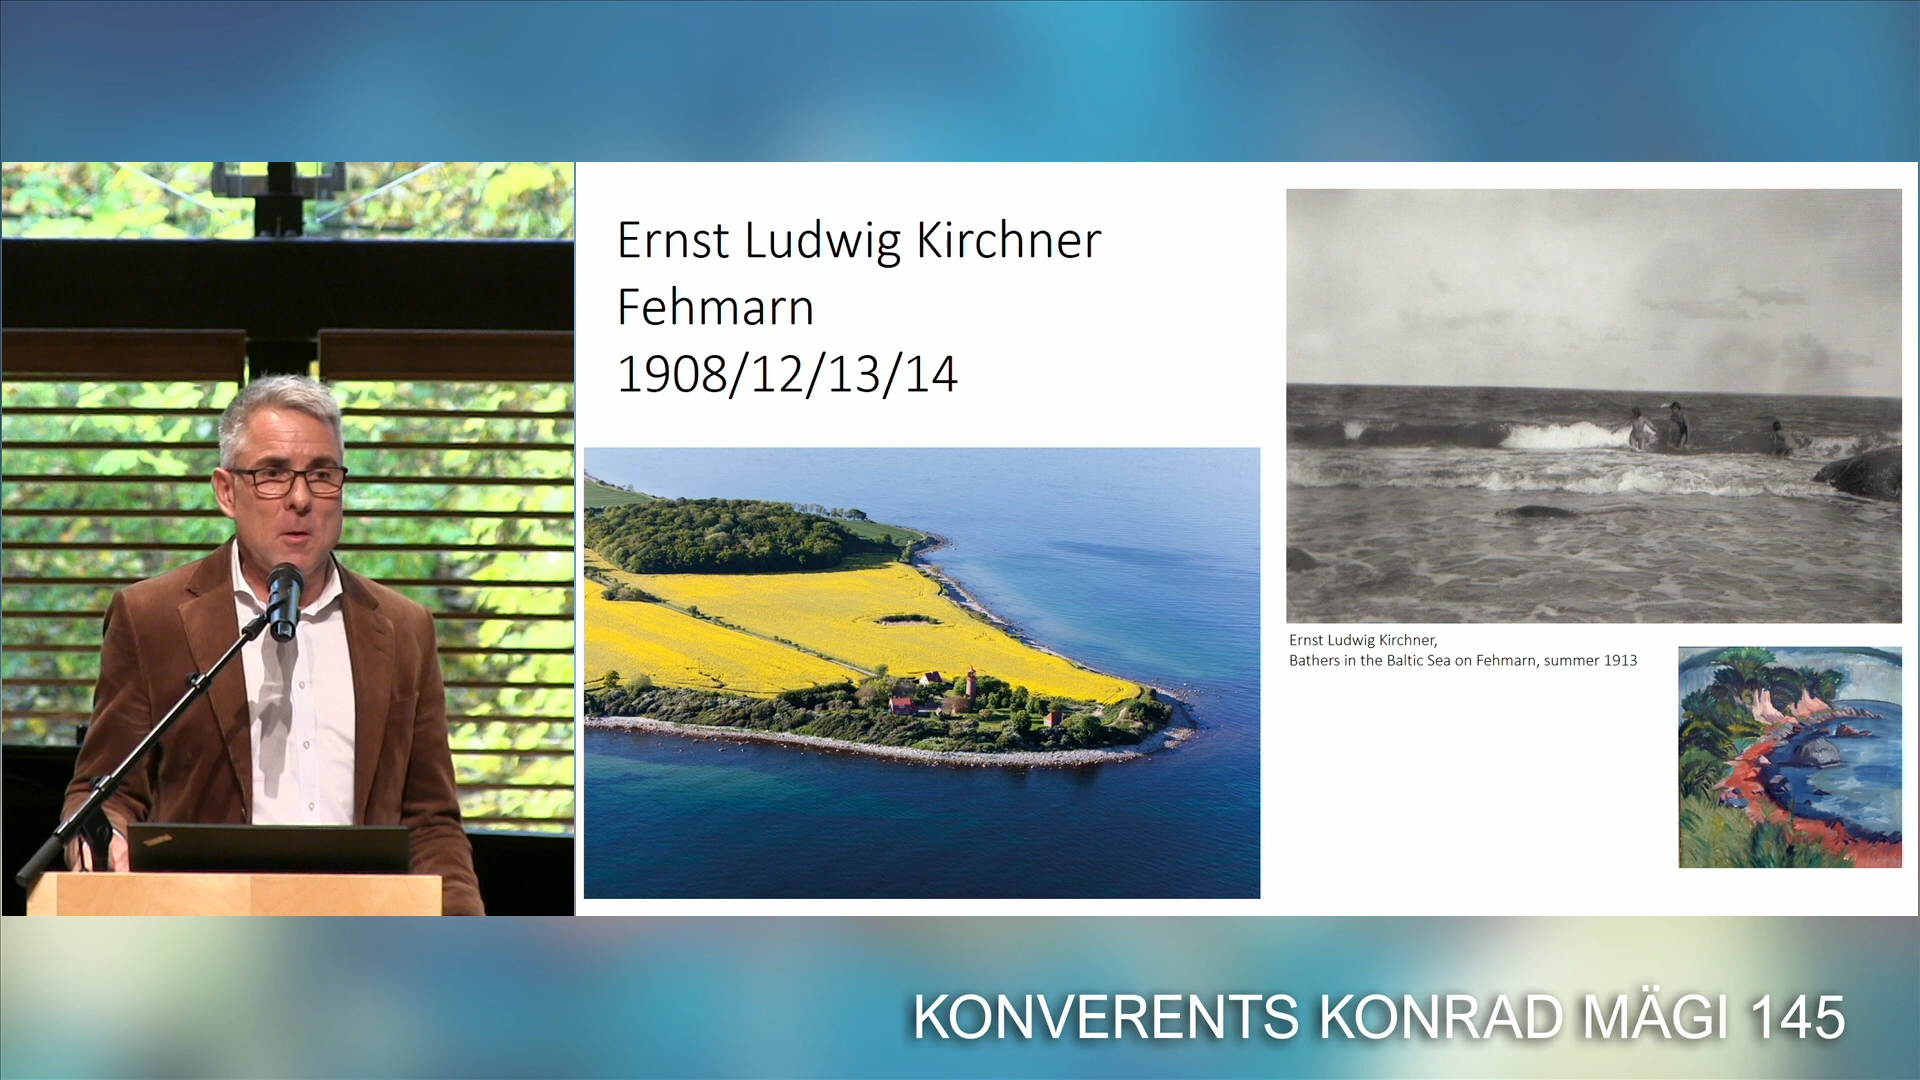 Ernst Ludwig Kirchner
Fehmarn
1908/12/13/14
Ernst Ludwig Kirchner,
Bathers in the Baltic Sea on Fehmarn, summer 1913
KONVERENTS KONRAD MÄGI 145